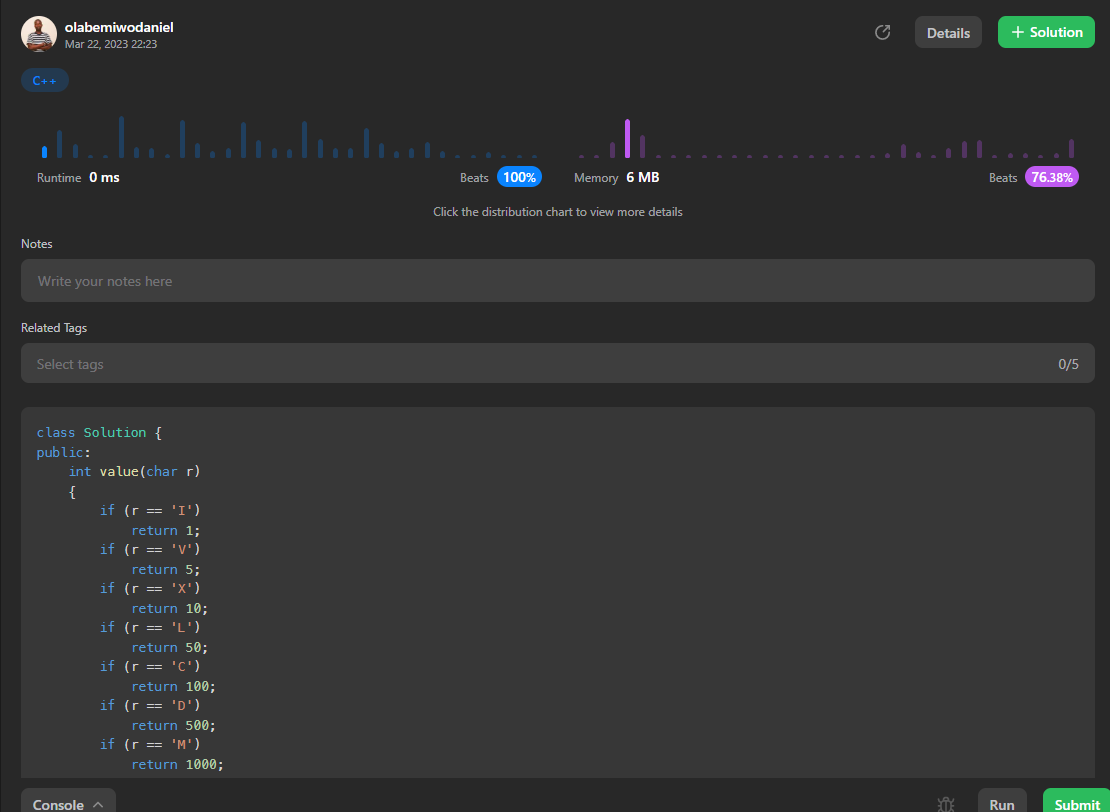 olabemiwodaniel
Mar 22, 2023 22:23
Details
+ Solution
C++
Runtime 0 ms
Beats 100%
Memory 6 MB
Beats 76.38%
Click the distribution chart to view more details
Notes
Write your notes here
Related Tags
Select tags
0/5
class Solution {
public:
    int value(char r)
    {
        if (r == 'I')
            return 1;
        if (r == 'V')
            return 5;
        if (r == 'X')
            return 10;
        if (r == 'L')
            return 50;
        if (r == 'C')
            return 100;
        if (r == 'D')
            return 500;
        if (r == 'M')
            return 1000;
Console
Run
Submit